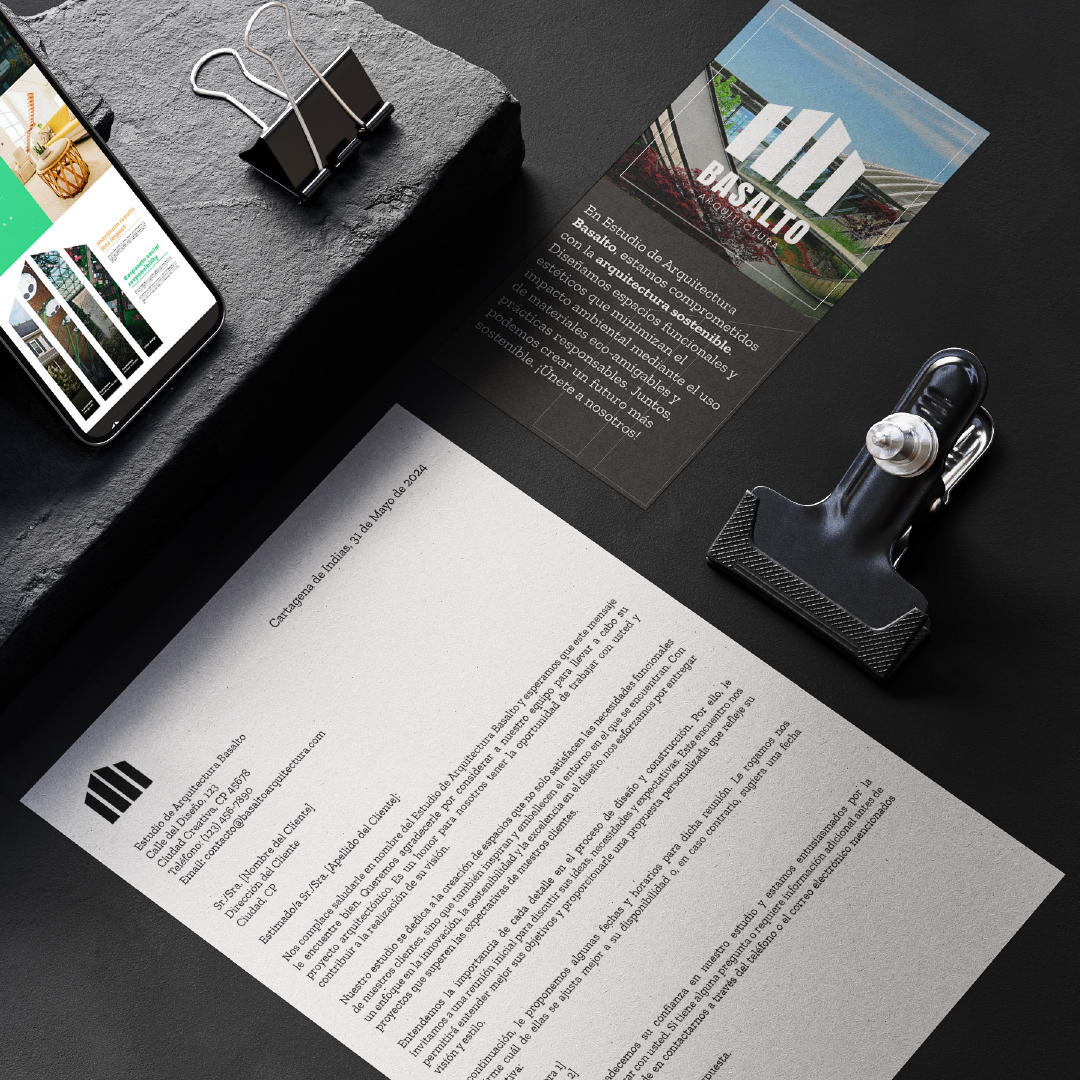 maximum results
less impact
Corporate social
responsibility
BASALTO
ARQUITECTURA
En Estudio de Arquitectura
Basalto, estamos comprometidos
con la arquitectura sostenible.
Diseñamos espacios funcionales y
estéticos que minimizan el
impacto ambiental mediante el uso
de materiales eco-amigables y
prácticas responsables. Juntos,
podemos crear un futuro más
sostenible. ¡Únete a nosotros!
Cartagena de Indias, 31 de Mayo de 2024
Estudio de Arquitectura Basalto
Calle del Diseño, 123
Ciudad Creativa, CP 45678
Teléfono: (123) 456-7890
Email: contacto@basaltoarquitectura.com
Sr./Sra. [Nombre del Cliente]
Dirección del Cliente
Ciudad, CP
Estimado/a Sr./Sra. [Apellido del Cliente]:
Nos complace saludarle en nombre del Estudio de Arquitectura Basalto y esperamos que este mensaje
le encuentre bien. Queremos agradecerle por considerar a nuestro equipo para llevar a cabo su
proyecto arquitectónico. Es un honor para nosotros tener la oportunidad de trabajar con usted y
contribuir a la realización de su visión.
Nuestro estudio se dedica a la creación de espacios que no solo satisfacen las necesidades funcionales
de nuestros clientes, sino que también inspiran y embellecen el entorno en el que se encuentran. Con
un enfoque en la innovación, la sostenibilidad y la excelencia en el diseño, nos esforzamos por entregar
proyectos que superen las expectativas de nuestros clientes.
Entendemos la importancia de cada detalle en el proceso de diseño y construcción. Por ello, le
invitamos a una reunión inicial para discutir sus ideas, necesidades y expectativas. Este encuentro nos
permitirá entender mejor sus objetivos y proporcionarle una propuesta personalizada que refleje su
visión y estilo.
continuación, le proponemos algunas fechas y horarios para dicha reunión. Le rogamos nos
cuál de ellas se ajusta mejor a su disponibilidad o, en caso contrario, sugiera una fecha
su confianza en nuestro estudio y estamos entusiasmados por la
con usted. Si tiene alguna pregunta o requiere información adicional antes de
en contactarnos a través del teléfono o el correo electrónico mencionados